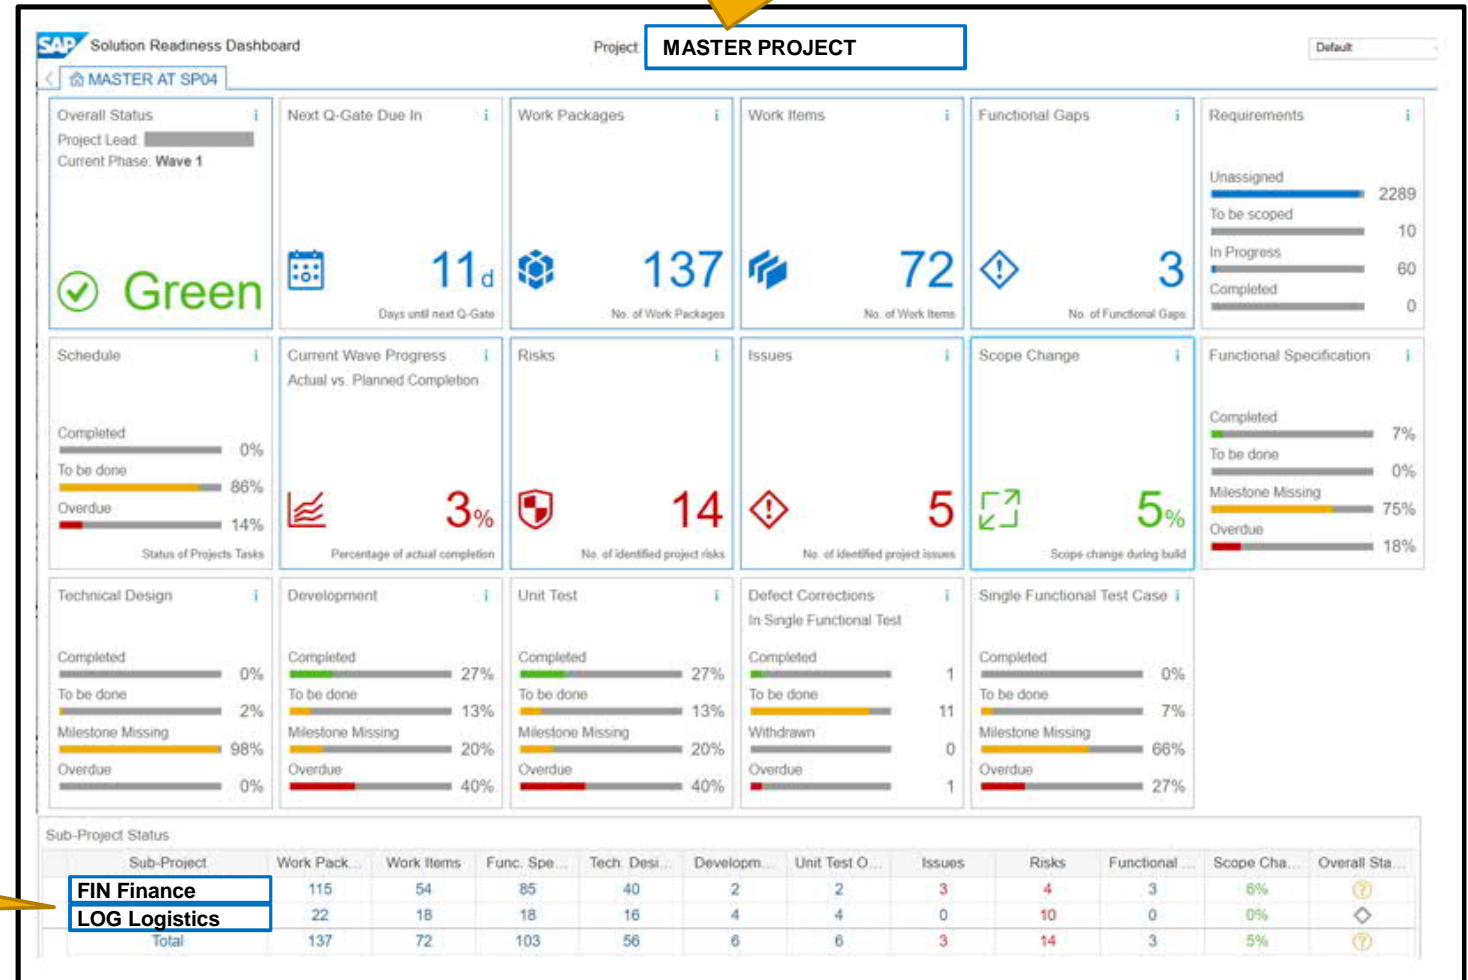 SAP Solution Readiness Dashboard
Project MASTER PROJECT
Default
MASTER AT SP04
Overall Status i
Project Lead
Current Phase: Wave 1
Green
Next Q-Gate Due In i
11d
Days until next Q-Gate
Work Packages i
137
No. of Work Packages
Work Items i
72
No. of Work Items
Functional Gaps i
3
No. of Functional Gaps
Requirements i
Unassigned
2289
To be scoped
10
In Progress
60
Completed
0
Schedule i
Completed
0%
To be done
86%
Overdue
14%
Status of Projects Tasks
Current Wave Progress i
Actual vs. Planned Completion
3%
Percentage of actual completion
Risks i
14
No. of identified project risks
Issues i
5
No. of identified project issues
Scope Change i
5%
Scope change during build
Functional Specification i
Completed
7%
To be done
0%
Milestone Missing
75%
Overdue
18%
Technical Design i
Completed
0%
To be done
2%
Milestone Missing
98%
Overdue
0%
Development i
Completed
27%
To be done
13%
Milestone Missing
20%
Overdue
40%
Unit Test i
Completed
27%
To be done
13%
Milestone Missing
20%
Overdue
40%
Defect Corrections i
In Single Functional Test
Completed
1
To be done
11
Withdrawn
0
Overdue
1
Single Functional Test Case i
Completed
0%
To be done
7%
Milestone Missing
66%
Overdue
27%
Sub-Project Status
Sub-Project Work Pack... Work Items Func. Spe... Tech. Desi... Developm... Unit Test O... Issues Risks Functional ... Scope Cha... Overall Sta...
FIN Finance 115 54 85 40 2 2 3 4 3 6%
LOG Logistics 22 18 18 16 4 4 0 10 0 0%
Total 137 72 103 56 6 6 3 14 3 5%